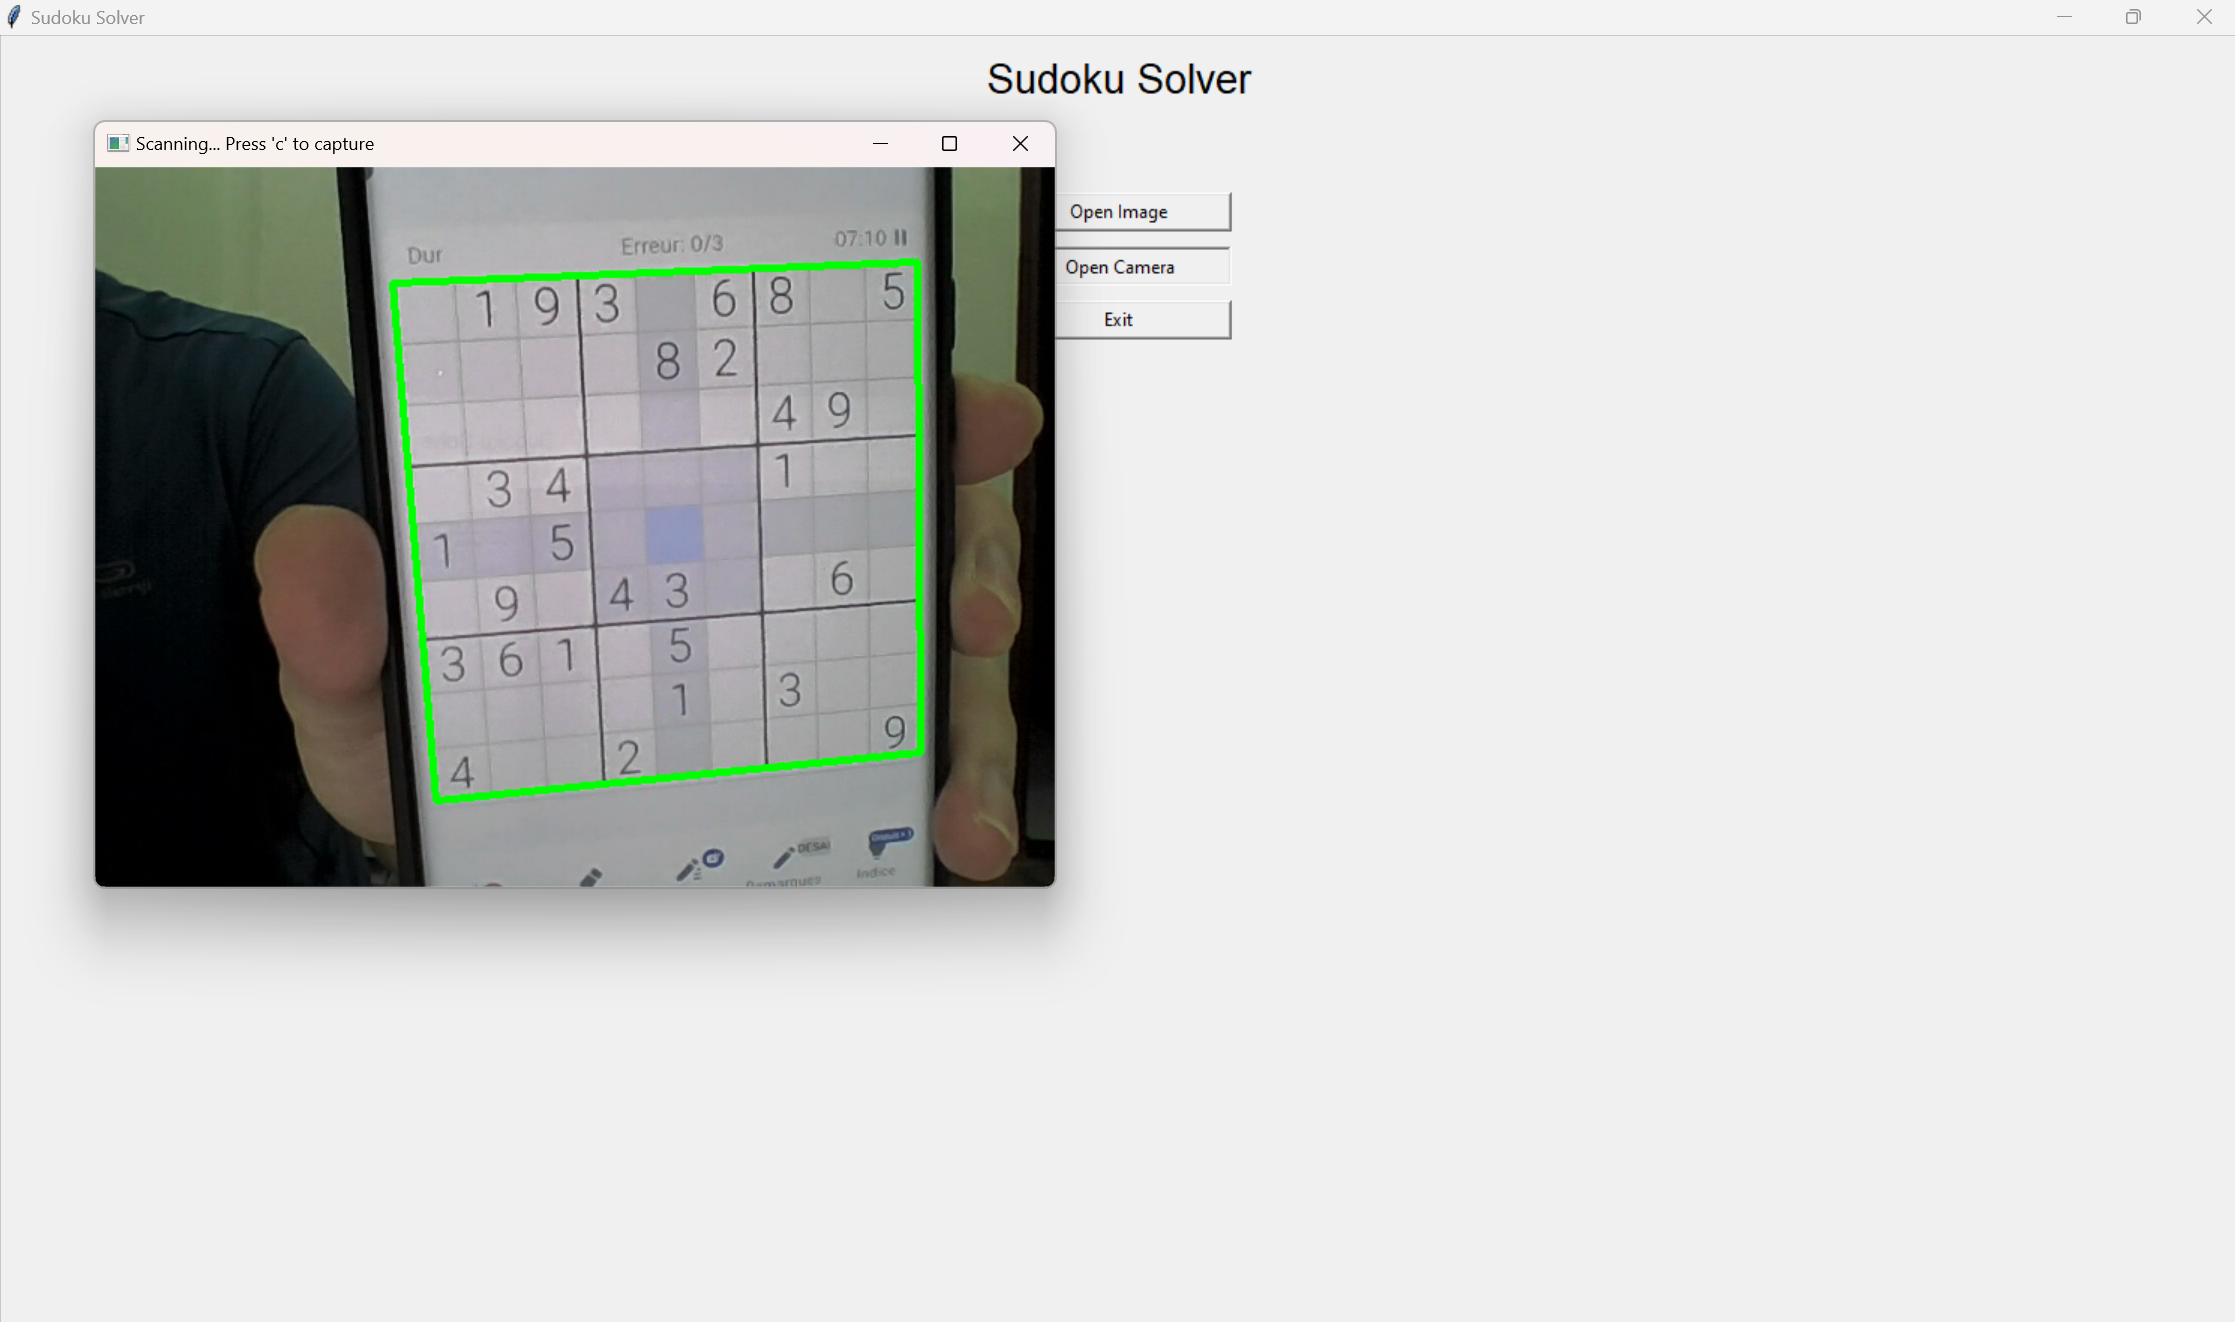 Sudoku Solver
Sudoku Solver
Scanning... Press 'c' to capture
Open Image
Open Camera
Exit
Dur Erreur: 0/3 07:10
1 9 3 6 8 5
8 2
4 9
3 4 1
1 5
9 4 3 6
3 6 1 5
1 3
4 2 9
DÉSA
Remarques Indice